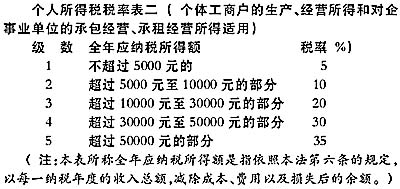 个人所得税税率表二（个体工商户的生产、经营所得和对企
事业单位的承包经营、承租经营所得适用）
级 数 全年应纳税所得额 税率 %）
1 不超过5000元的 5
2 超过5000元至10000元的部分 10
3 超过10000元至30000元的部分 20
4 超过30000元至50000元的部分 30
5 超过50000元的部分 35
（注：本表所称全年应纳税所得额是指依照本法第六条的规定，
以每一纳税年度的收入总额，减除成本、费用以及损失后的余额。）